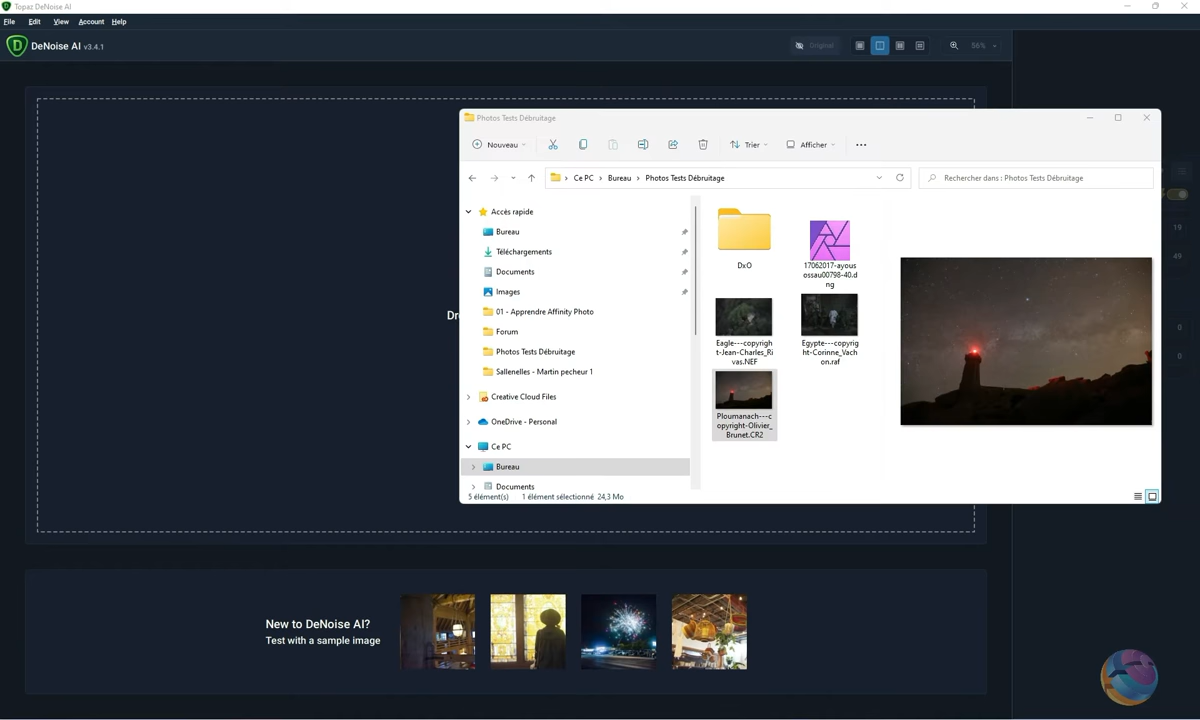 Topaz DeNoise AI
File Edit View Account Help
DeNoise AI v3.4.1
Original
56%
Photos Tests Débruitage
Nouveau
Trier
Afficher
Ce PC > Bureau > Photos Tests Débruitage
Rechercher dans : Photos Tests Débruitage
Accès rapide
Bureau
Téléchargements
Documents
Images
01 - Apprendre Affinity Photo
Forum
Photos Tests Débruitage
Sallenelles - Martin pecheur 1
Creative Cloud Files
OneDrive - Personal
Ce PC
Bureau
Documents
DxO
17062017-ayous
ossau00798-40.d
ng
Eagle---copyrigh
t-Jean-Charles_Ri
vas.NEF
Egypte---copyrig
ht-Corinne_Vach
on.raf
Ploumanach---c
opyright-Olivier_
Brunet.CR2
5 élément(s) 1 élément sélectionné 24,3 Mo
19
49
0
0
New to DeNoise AI?
Test with a sample image